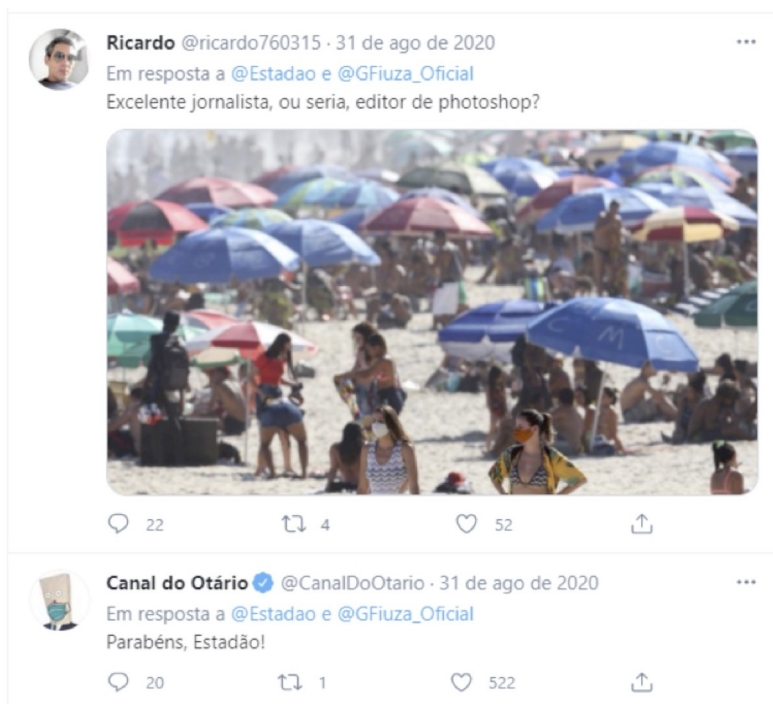 Ricardo @ricardo760315 · 31 de ago de 2020
Em resposta a @Estadao e @GFiuza_Oficial
Excelente jornalista, ou seria, editor de photoshop?
C M C
22 4 52
Canal do Otário @CanalDoOtario · 31 de ago de 2020
Em resposta a @Estadao e @GFiuza_Oficial
Parabéns, Estadão!
20 1 522